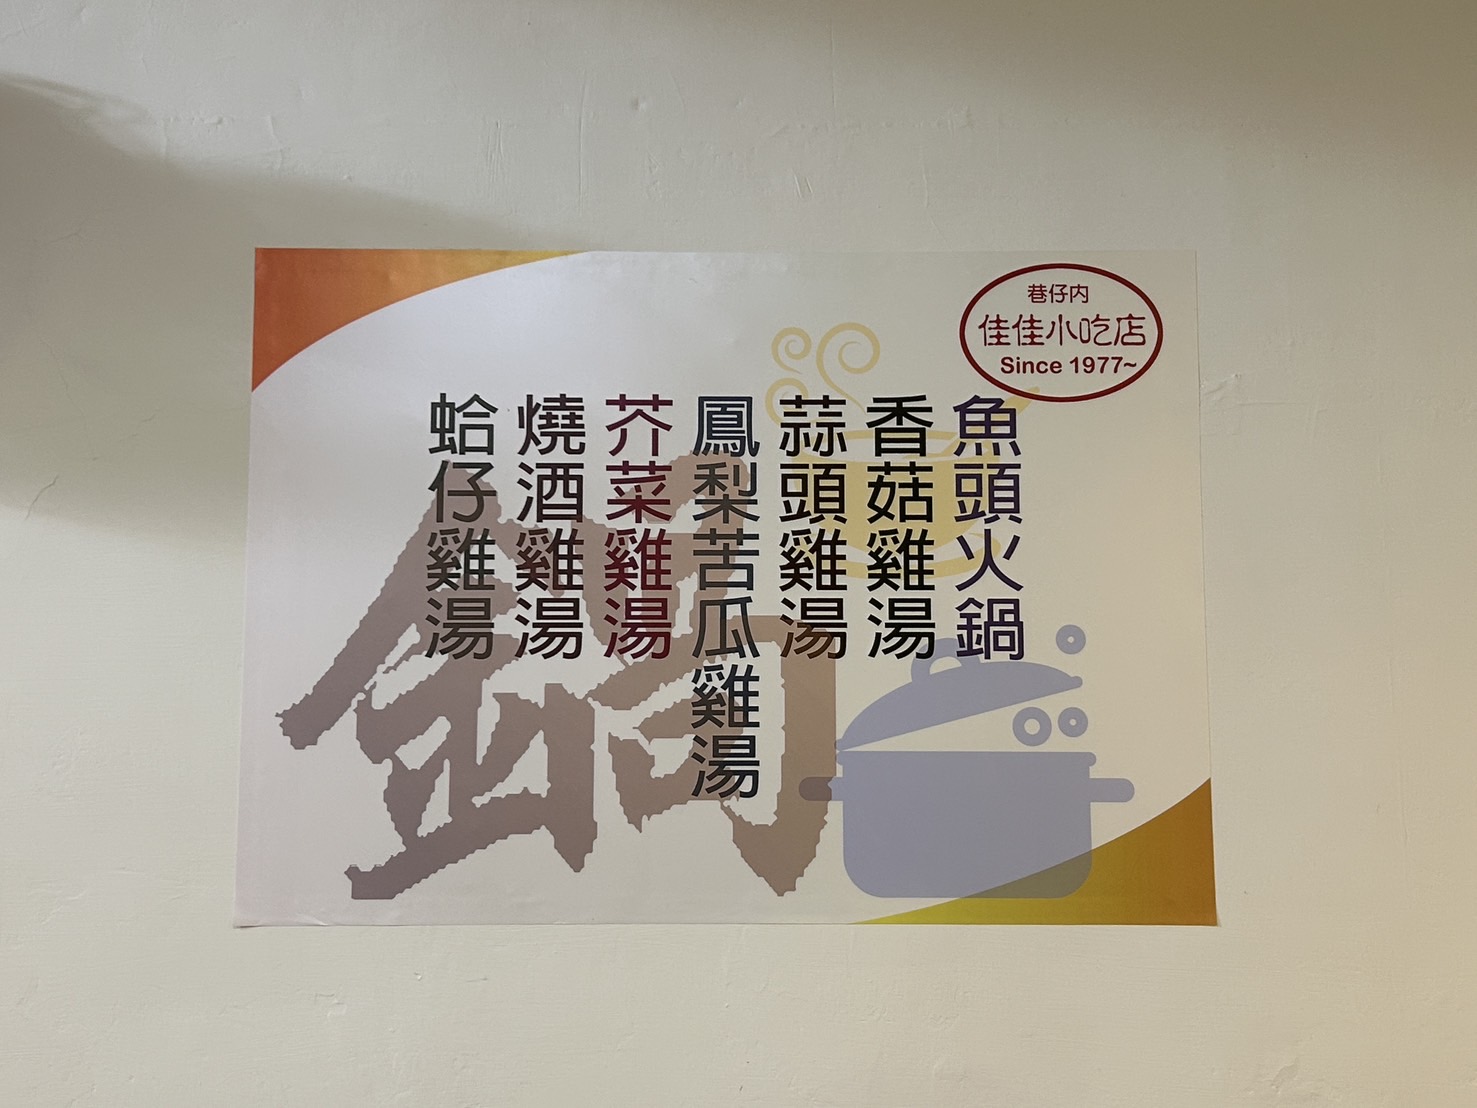 巷仔內
佳佳小吃店
Since 1977~
魚頭火鍋
香菇雞湯
蒜頭雞湯
鳳梨苦瓜雞湯
芥菜雞湯
燒酒雞湯
蛤仔雞湯
鍋